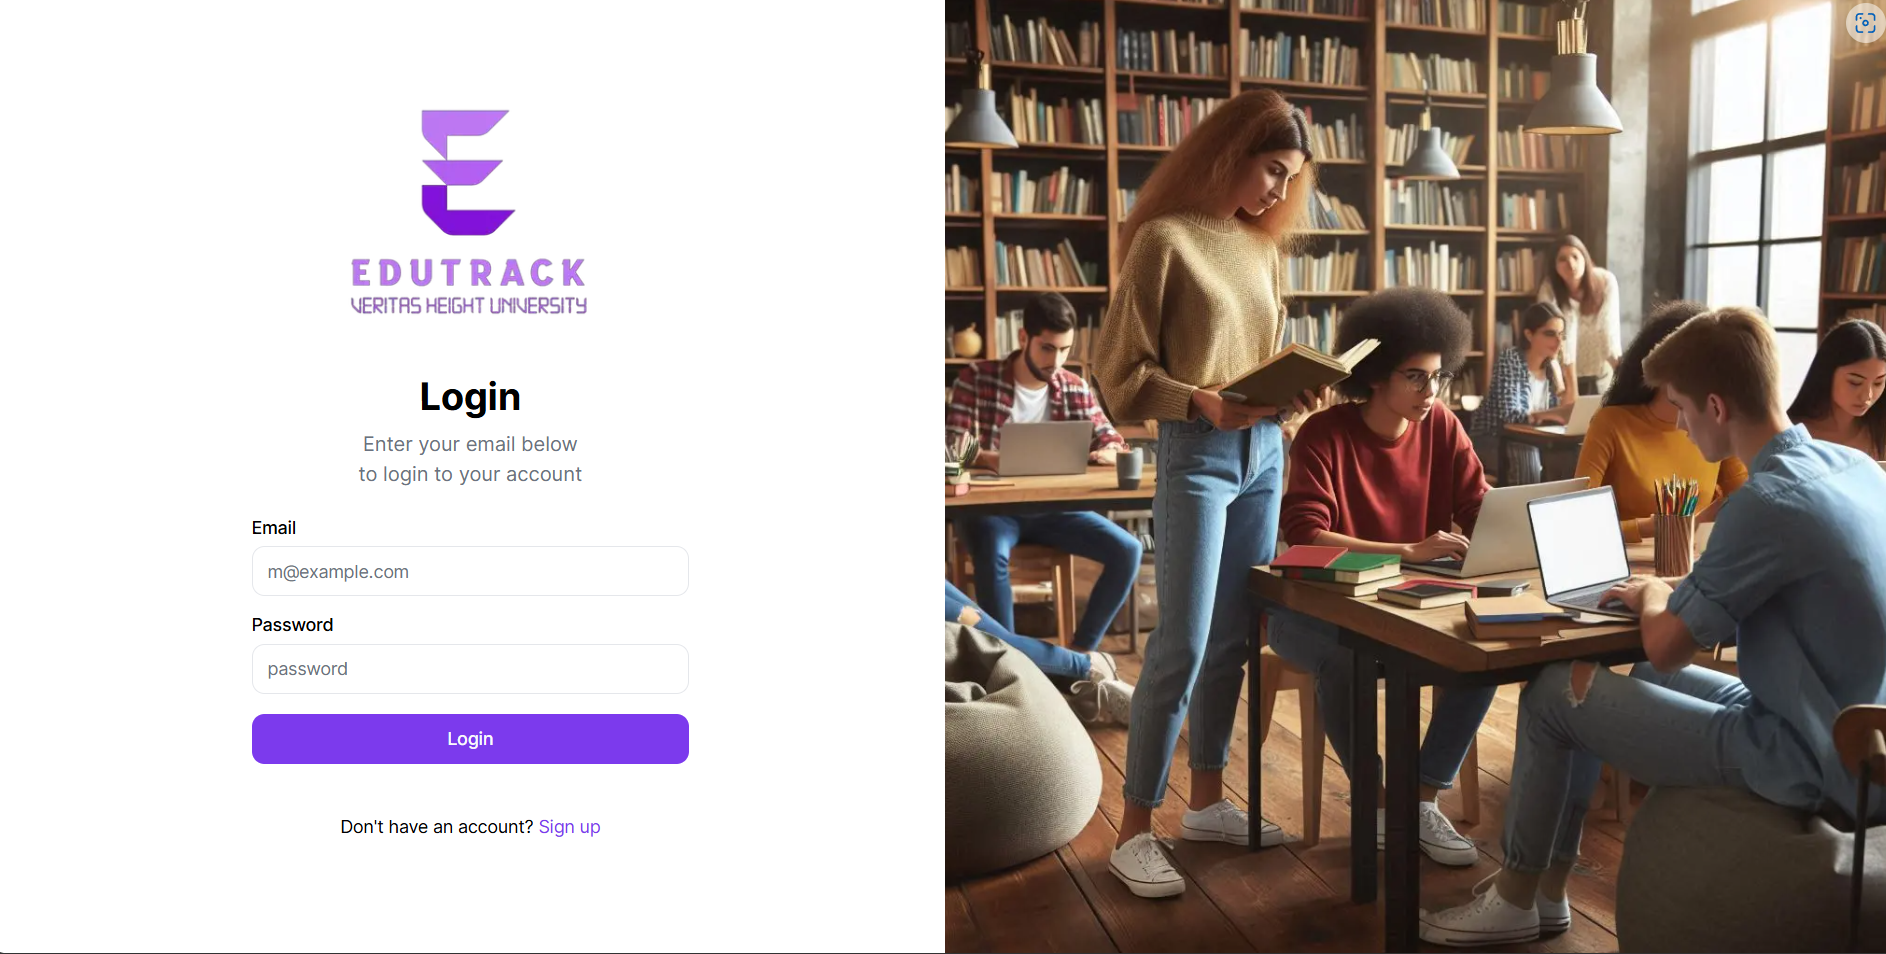 EDUTRACK
VERITAS HEIGHT UNIVERSITY
Login
Enter your email below
to login to your account
Email
m@example.com
Password
password
Login
Don't have an account? Sign up